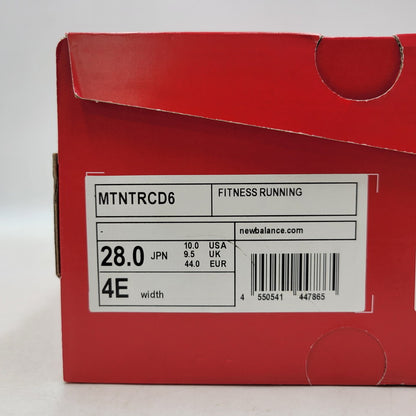 MTNTRCD6 FITNESS RUNNING
- newbalance.com
28.0 JPN 10.0 USA
9.5 UK
44.0 EUR
4E width
4 550541 447865